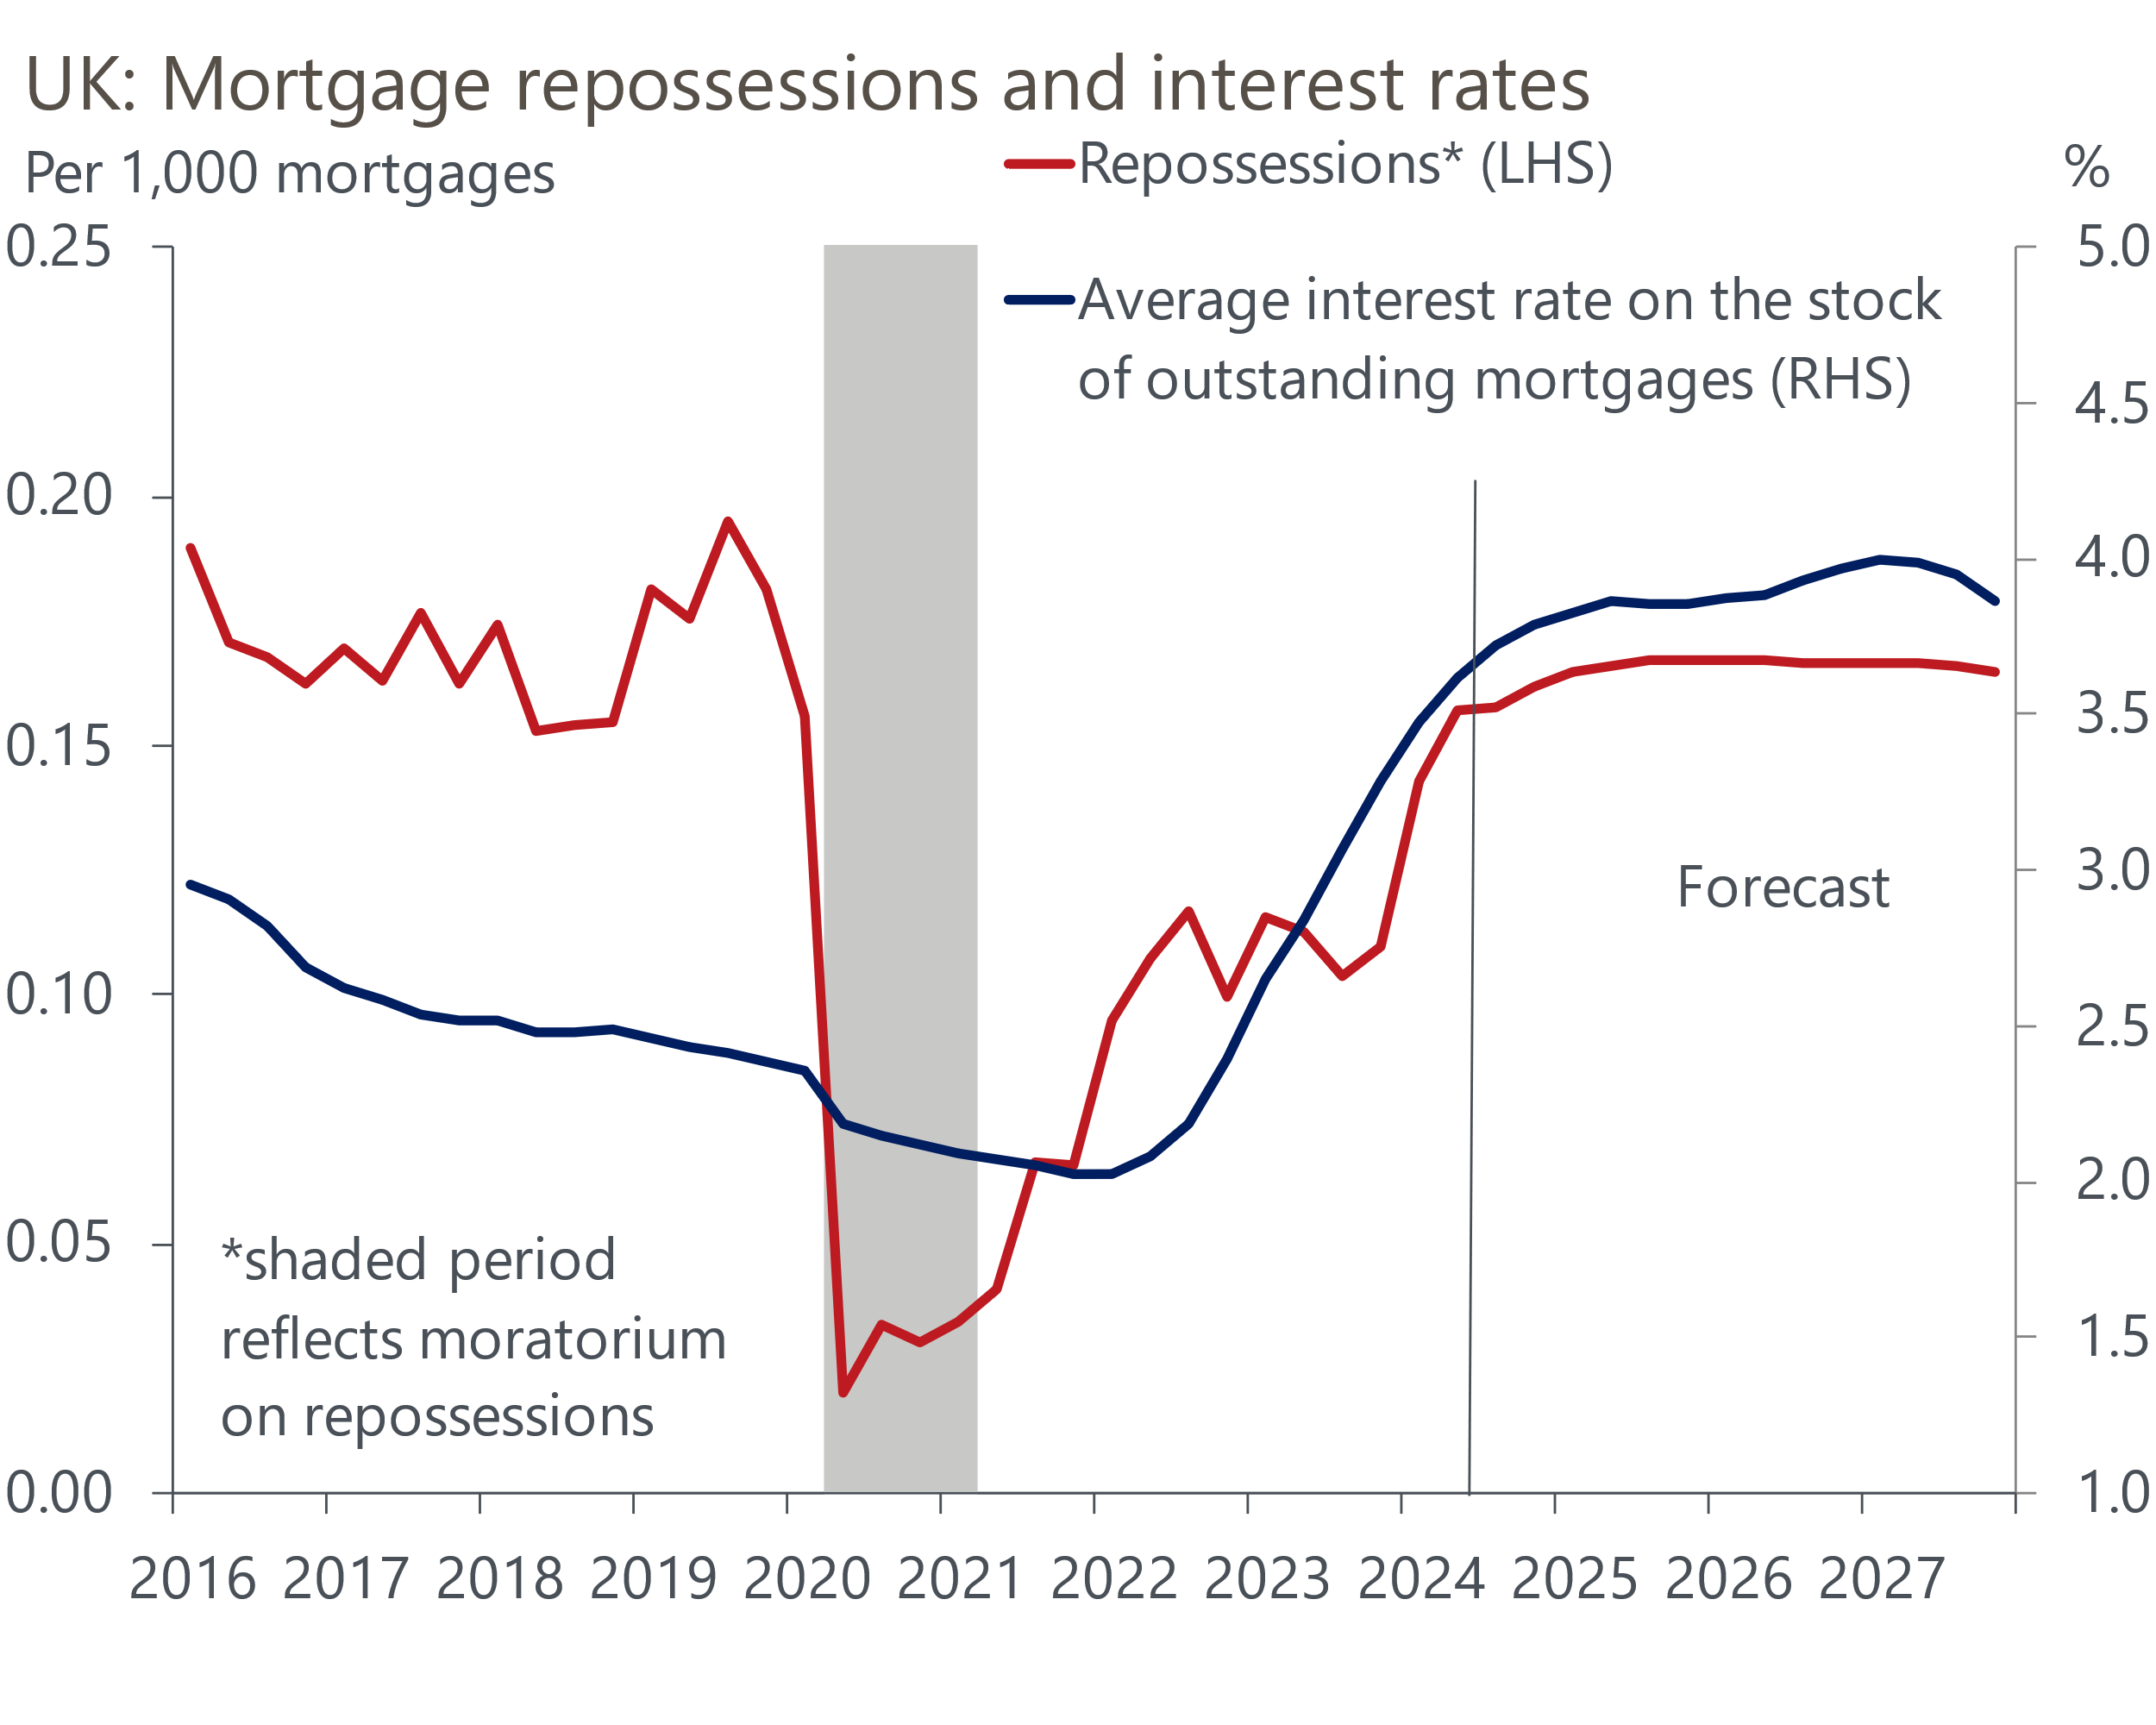 UK: Mortgage repossessions and interest rates
Per 1,000 mortgages
Repossessions* (LHS)
%
Average interest rate on the stock
of outstanding mortgages (RHS)
0.25
0.20
0.15
0.10
0.05
0.00
5.0
4.5
4.0
3.5
3.0
2.5
2.0
1.5
1.0
Forecast
*shaded period
reflects moratorium
on repossessions
2016 2017 2018 2019 2020 2021 2022 2023 2024 2025 2026 2027